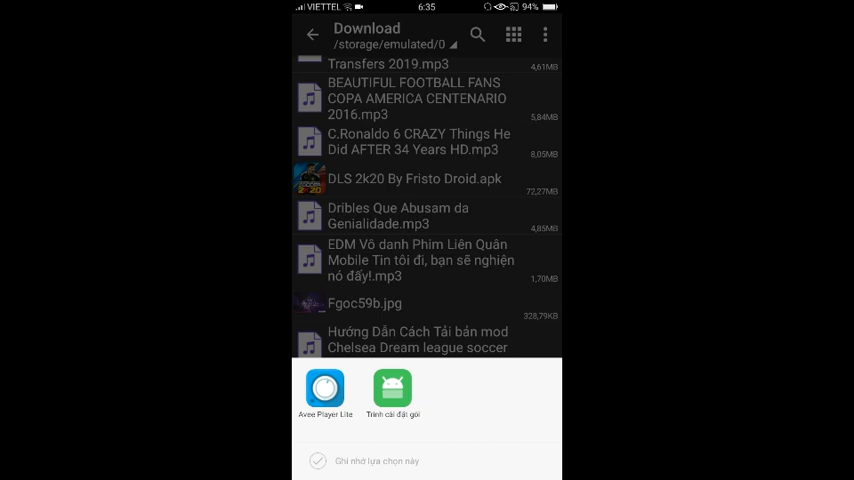 VIETTEL
6:35
94%
Download
/storage/emulated/0
Transfers 2019.mp3
4,61MB
BEAUTIFUL FOOTBALL FANS
COPA AMERICA CENTENARIO
2016.mp3
5,84MB
C.Ronaldo 6 CRAZY Things He
Did AFTER 34 Years HD.mp3
8,05MB
DLS 2k20 By Fristo Droid.apk
72,27MB
Dribles Que Abusam da
Genialidade.mp3
4,85MB
EDM Vô danh Phim Liên Quân
Mobile Tin tôi đi, bạn sẽ nghiện
nó đấy!.mp3
1,70MB
Fgoc59b.jpg
328,79KB
Hướng Dẫn Cách Tải bản mod
Chelsea Dream league soccer
Avee Player Lite
Trình cài đặt gói
Ghi nhớ lựa chọn này